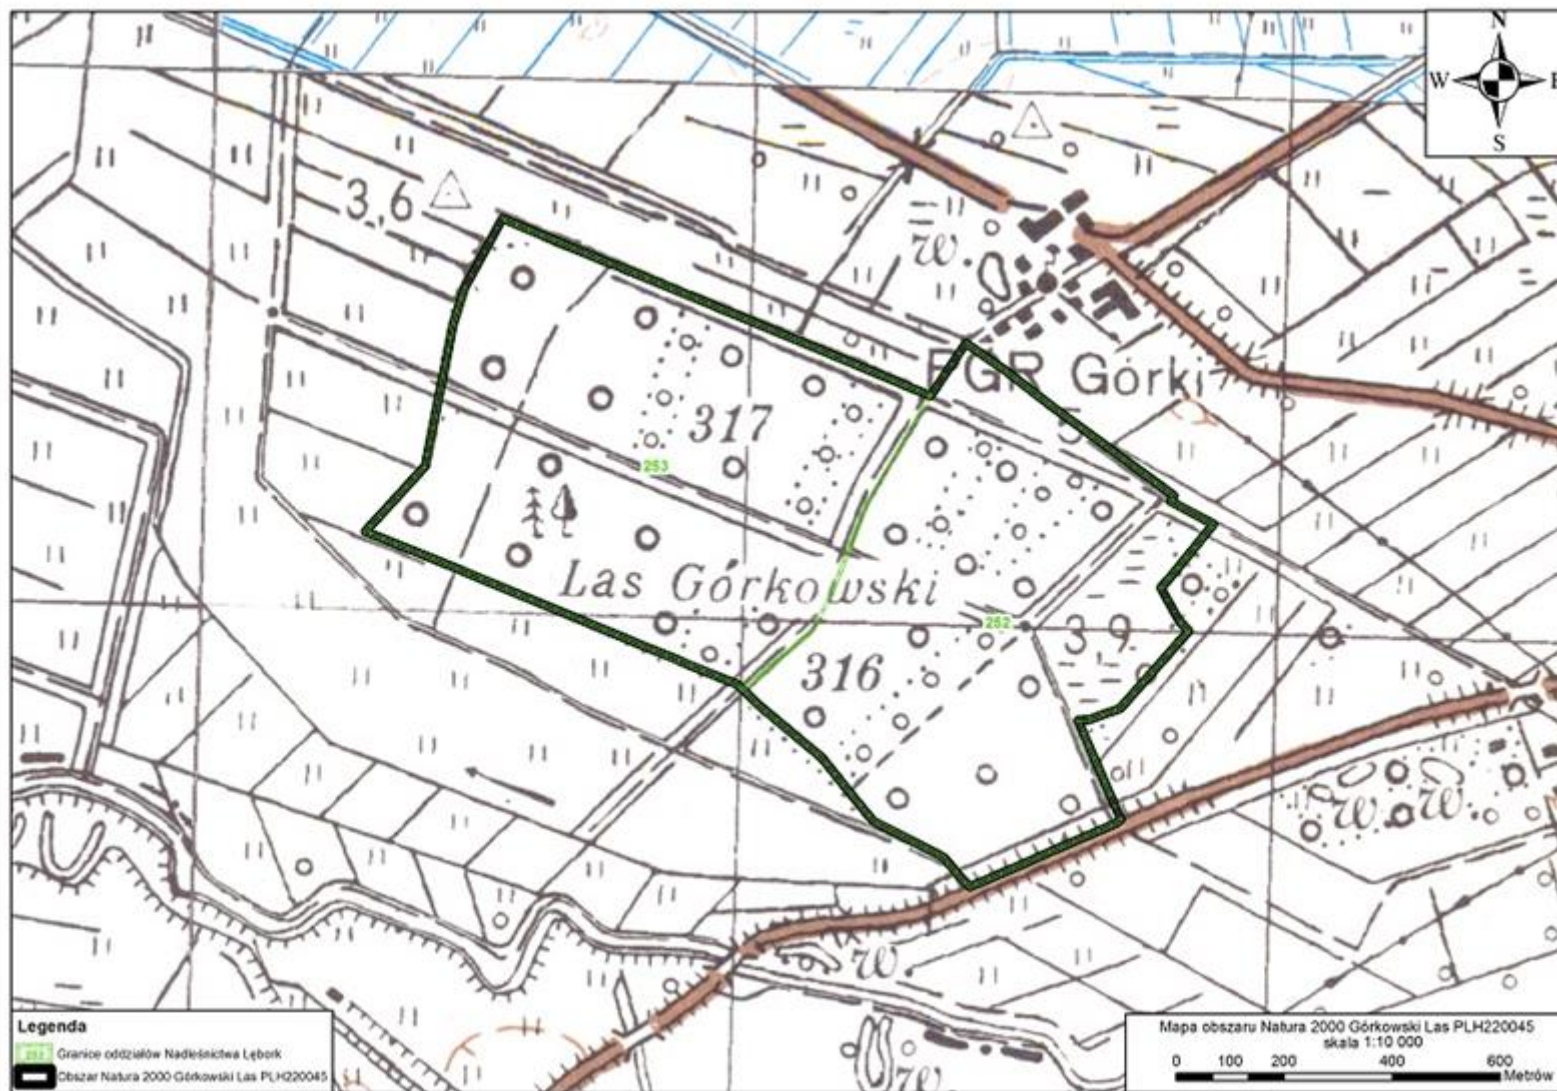 N
W E
S
3,6
w.
PGR Górki
317
253
Las Górkowski
252
3,9
316
w. w.
w.
w.
Legenda
253 Granice oddziałów Nadleśnictwa Lębork
Obszar Natura 2000 Górkowski Las PLH220045
Mapa obszaru Natura 2000 Górkowski Las PLH220045
skala 1:10 000
0 100 200 400 600
Metrów